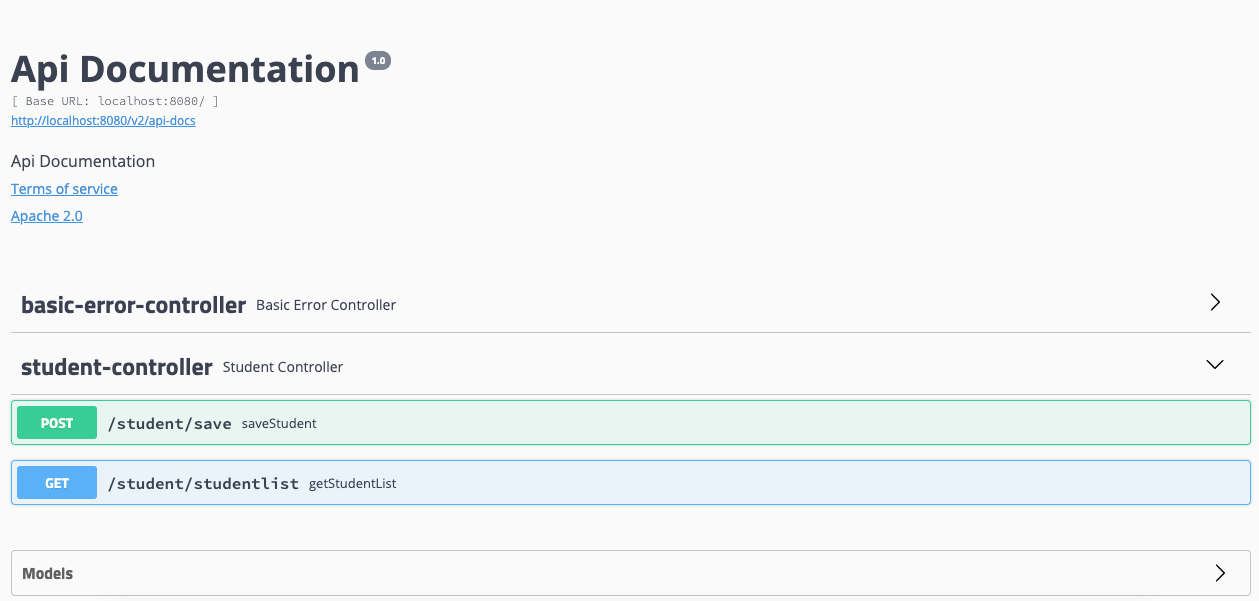 Api Documentation 1.0
[ Base URL: localhost:8080/ ]
http://localhost:8080/v2/api-docs
Api Documentation
Terms of service
Apache 2.0
basic-error-controller Basic Error Controller
student-controller Student Controller
POST /student/save saveStudent
GET /student/studentlist getStudentList
Models